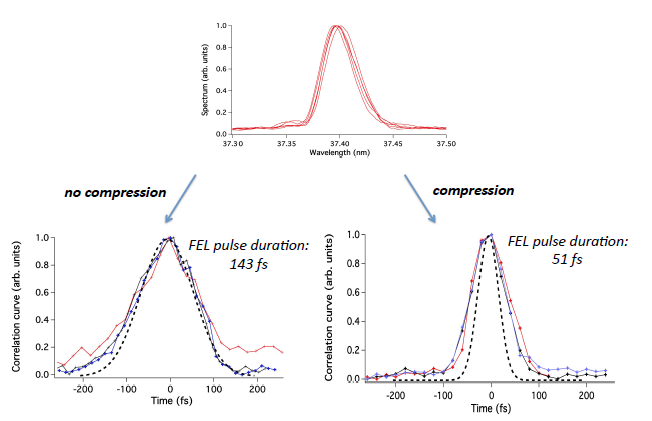 Spectrum (arb. units)
1.0
0.8
0.6
0.4
0.2
0.0
37.30 37.35 37.40 37.45 37.50
Wavelength (nm)
no compression
compression
Correlation curve (arb. units)
1.0
0.8
0.6
0.4
0.2
0.0
FEL pulse duration:
143 fs
-200 -100 0 100 200
Time (fs)
Correlation curve (arb. units)
1.0
0.8
0.6
0.4
0.2
0.0
FEL pulse duration:
51 fs
-200 -100 0 100 200
Time (fs)